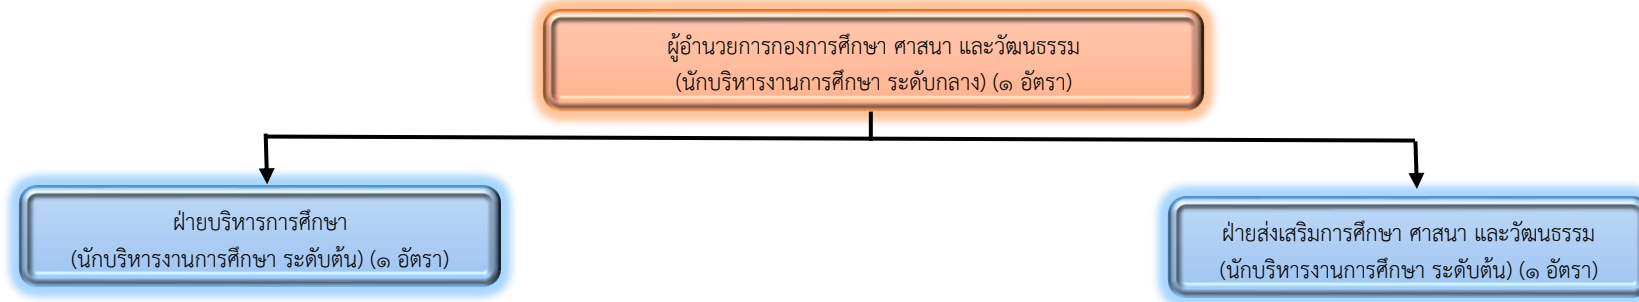 ผู้อำนวยการกองการศึกษา ศาสนา และวัฒนธรรม
(นักบริหารงานการศึกษา ระดับกลาง) (๑ อัตรา)
ฝ่ายบริหารการศึกษา
(นักบริหารงานการศึกษา ระดับต้น) (๑ อัตรา)
ฝ่ายส่งเสริมการศึกษา ศาสนา และวัฒนธรรม
(นักบริหารงานการศึกษา ระดับต้น) (๑ อัตรา)